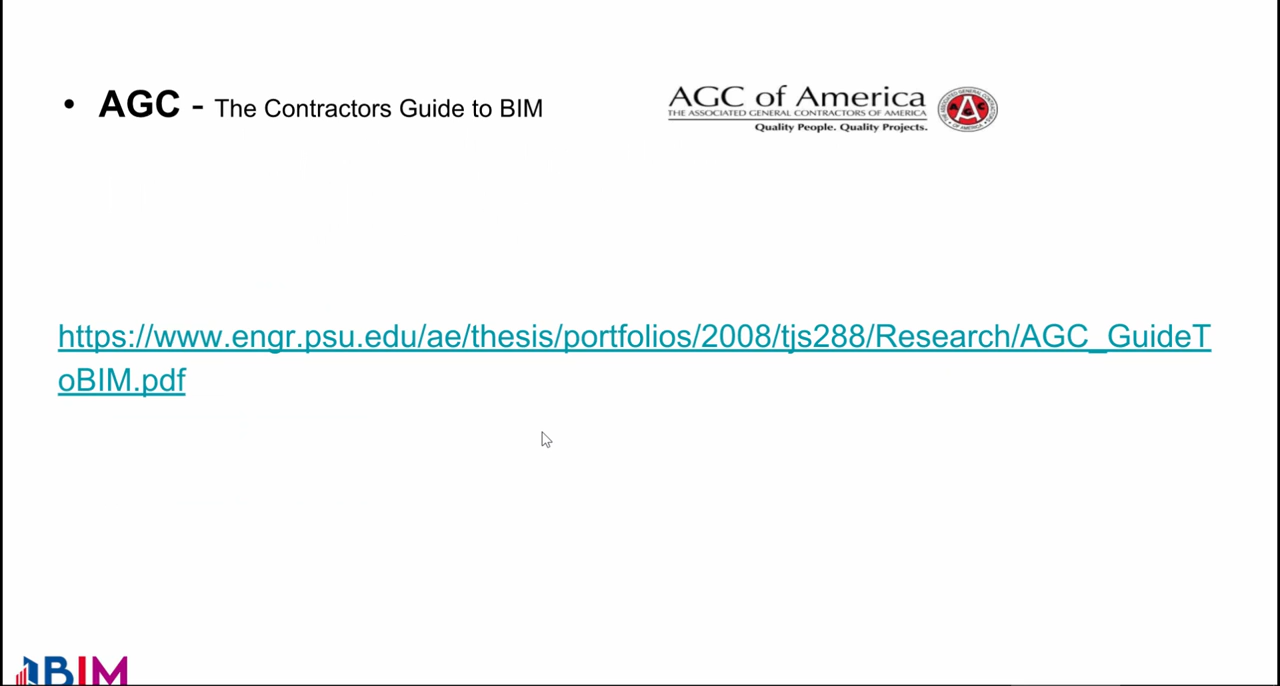 • AGC - The Contractors Guide to BIM
AGC of America
THE ASSOCIATED GENERAL CONTRACTORS OF AMERICA
Quality People. Quality Projects.
https://www.engr.psu.edu/ae/thesis/portfolios/2008/tjs288/Research/AGC_GuideT
oBIM.pdf
BIM